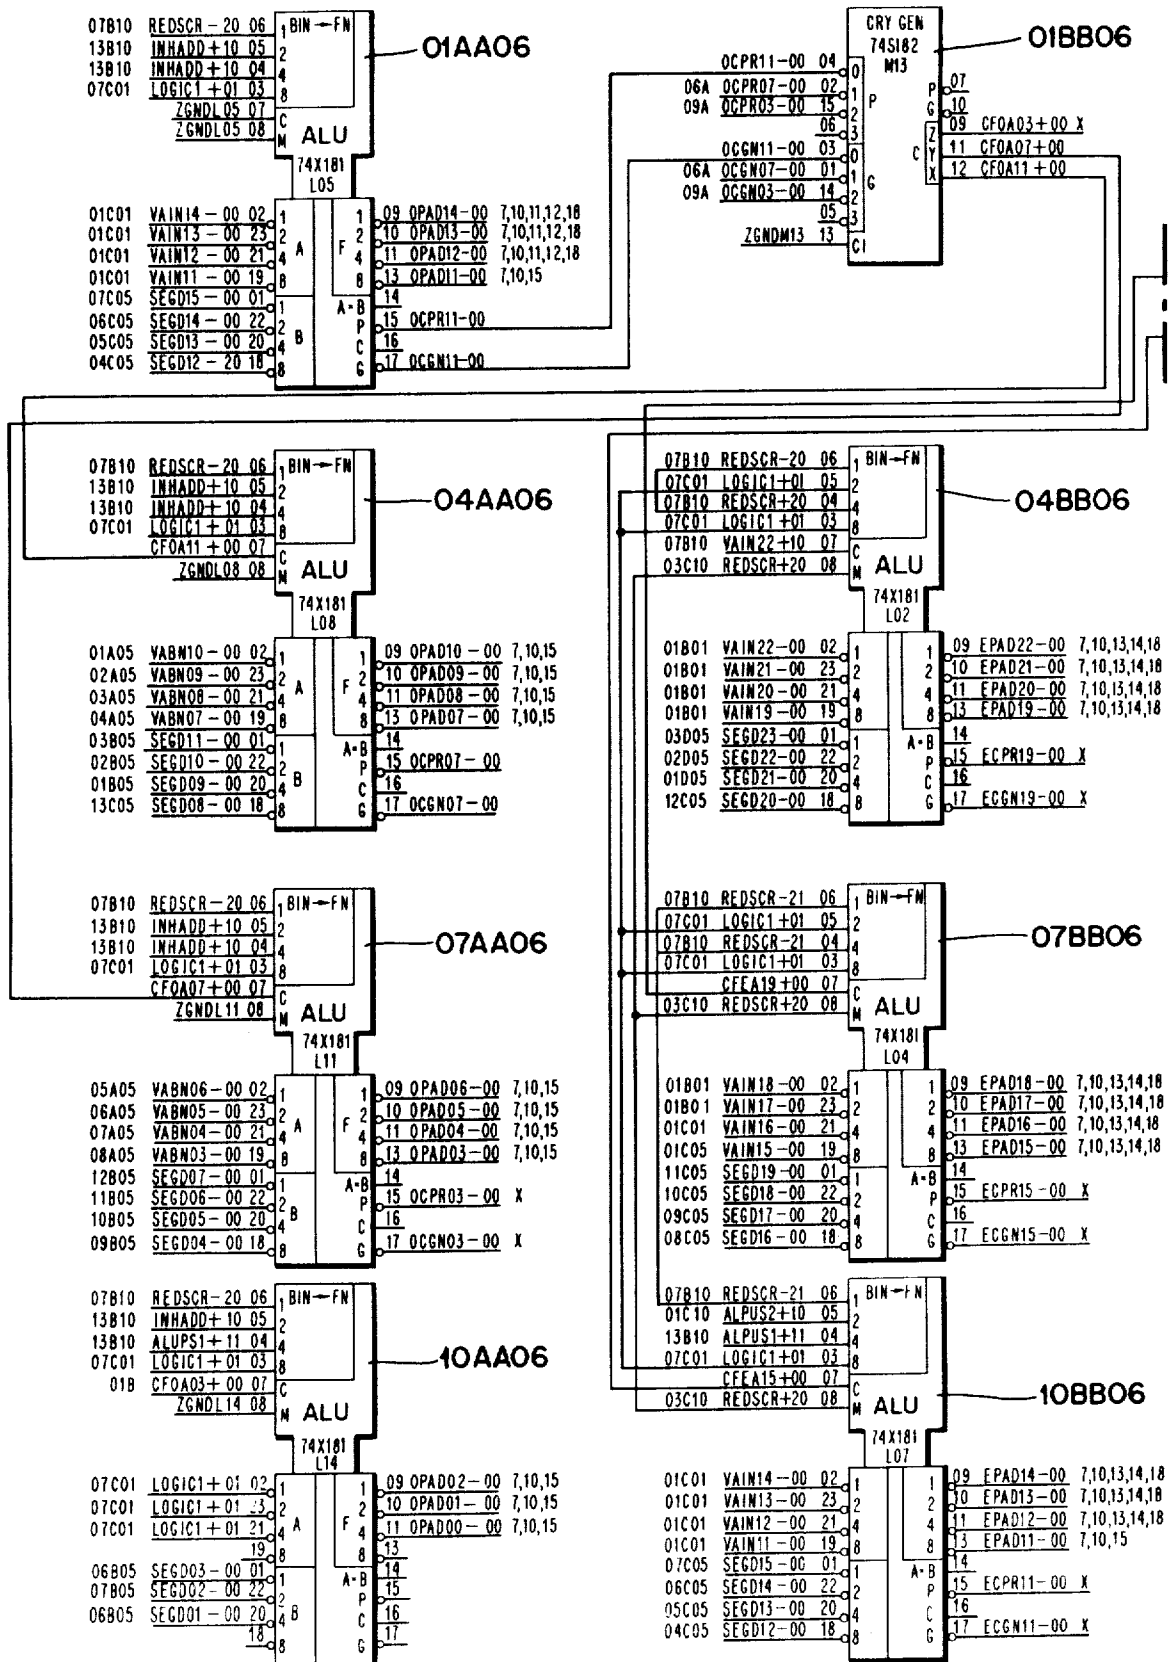 07B10 REDSCR-20 06 1 BIN→FN
13B10 INHADD+10 05 2
13B10 INHADD+10 04 4
07C01 LOGIC1+01 03 8
ZGNDL05 07 C
ZGNDL05 08 M ALU
01AA06
74X181
L05
01C01 VAIN14-00 02 1 A F 1 09 OPAD14-00 7,10,11,12,18
01C01 VAIN13-00 23 2 2 10 OPAD13-00 7,10,11,12,18
01C01 VAIN12-00 21 4 4 11 OPAD12-00 7,10,11,12,18
01C01 VAIN11-00 19 8 8 13 OPAD11-00 7,10,15
07C05 SEGD15-00 01 1 B A=B 14
06C05 SEGD14-00 22 2 P 15 OCPR11-00
05C05 SEGD13-00 20 4 C 16
04C05 SEGD12-20 18 8 G 17 OCGN11-00
CRY GEN
74S182
M13
01BB06
OCPR11-00 04 0 P
06A OCPR07-00 02 1
09A OCPR03-00 15 2
06 3
OCGN11-00 03 0 G
06A OCGN07-00 01 1
09A OCGN03-00 14 2
05 3
ZGNDM13 13 CI
P 07
G 10
C Z 09 CFOA03+00 X
Y 11 CFOA07+00
X 12 CFOA11+00
07B10 REDSCR-20 06 1 BIN→FN
13B10 INHADD+10 05 2
13B10 INHADD+10 04 4
07C01 LOGIC1+01 03 8
CFOA11+00 07 C
ZGNDL08 08 M ALU
04AA06
74X181
L08
01A05 VABN10-00 02 1 A F 1 09 OPAD10-00 7,10,15
02A05 VABN09-00 23 2 2 10 OPAD09-00 7,10,15
03A05 VABN08-00 21 4 4 11 OPAD08-00 7,10,15
04A05 VABN07-00 19 8 8 13 OPAD07-00 7,10,15
03B05 SEGD11-00 01 1 B A=B 14
02B05 SEGD10-00 22 2 P 15 OCPR07-00
01B05 SEGD09-00 20 4 C 16
13C05 SEGD08-00 18 8 G 17 OCGN07-00
07B10 REDSCR-20 06 1 BIN→FN
07C01 LOGIC1+01 05 2
07B10 REDSCR+20 04 4
07C01 LOGIC1+01 03 8
07B10 VAIN22+10 07 C
03C10 REDSCR+20 08 M ALU
04BB06
74X181
L02
01B01 VAIN22-00 02 1 1 09 EPAD22-00 7,10,13,14,18
01B01 VAIN21-00 23 2 2 10 EPAD21-00 7,10,13,14,18
01B01 VAIN20-00 21 4 4 11 EPAD20-00 7,10,13,14,18
01B01 VAIN19-00 19 8 8 13 EPAD19-00 7,10,13,14,18
03D05 SEGD23-00 01 1 A=B 14
02D05 SEGD22-00 22 2 P 15 ECPR19-00 X
01D05 SEGD21-00 20 4 C 16
12C05 SEGD20-00 18 8 G 17 ECGN19-00 X
07B10 REDSCR-20 06 1 BIN→FN
13B10 INHADD+10 05 2
13B10 INHADD+10 04 4
07C01 LOGIC1+01 03 8
CFOA07+00 07 C
ZGNDL11 08 M ALU
07AA06
74X181
L11
05A05 VABN06-00 02 1 A F 1 09 OPAD06-00 7,10,15
06A05 VABN05-00 23 2 2 10 OPAD05-00 7,10,15
07A05 VABN04-00 21 4 4 11 OPAD04-00 7,10,15
08A05 VABN03-00 19 8 8 13 OPAD03-00 7,10,15
12B05 SEGD07-00 01 1 B A=B 14
11B05 SEGD06-00 22 2 P 15 OCPR03-00 X
10B05 SEGD05-00 20 4 C 16
09B05 SEGD04-00 18 8 G 17 OCGN03-00 X
07B10 REDSCR-21 06 1 BIN→FN
07C01 LOGIC1+01 05 2
07B10 REDSCR-21 04 4
07C01 LOGIC1+01 03 8
CFEA19+00 07 C
03C10 REDSCR+20 08 M ALU
07BB06
74X181
L04
01B01 VAIN18-00 02 1 1 09 EPAD18-00 7,10,13,14,18
01B01 VAIN17-00 23 2 2 10 EPAD17-00 7,10,13,14,18
01C01 VAIN16-00 21 4 4 11 EPAD16-00 7,10,13,14,18
01C01 VAIN15-00 19 8 8 13 EPAD15-00 7,10,13,14,18
11C05 SEGD19-00 01 1 A=B 14
10C05 SEGD18-00 22 2 P 15 ECPR15-00 X
09C05 SEGD17-00 20 4 C 16
08C05 SEGD16-00 18 8 G 17 ECGN15-00 X
07B10 REDSCR-20 06 1 BIN→FN
13B10 INHADD+10 05 2
13B10 ALUPS1+11 04 4
07C01 LOGIC1+01 03 8
01B CFOA03+00 07 C
ZGNDL14 08 M ALU
10AA06
74X181
L14
07C01 LOGIC1+01 02 1 A F 1 09 OPAD02-00 7,10,15
07C01 LOGIC1+01 23 2 2 10 OPAD01-00 7,10,15
07C01 LOGIC1+01 21 4 4 11 OPAD00-00 7,10,15
19 8 8 13
06B05 SEGD03-00 01 1 B A=B 14
07B05 SEGD02-00 22 2 P 15
06B05 SEGD01-00 20 4 C 16
18 8 G 17
07B10 REDSCR-21 06 1 BIN→FN
01C10 ALPUS2+10 05 2
13B10 ALPUS1+11 04 4
07C01 LOGIC1+01 03 8
CFEA15+00 07 C
03C10 REDSCR+20 08 M ALU
10BB06
74X181
L07
01C01 VAIN14-00 02 1 1 09 EPAD14-00 7,10,13,14,18
01C01 VAIN13-00 23 2 2 10 EPAD13-00 7,10,13,14,18
01C01 VAIN12-00 21 4 4 11 EPAD12-00 7,10,13,14,18
01C01 VAIN11-00 19 8 8 13 EPAD11-00 7,10,15
07C05 SEGD15-00 01 1 A=B 14
06C05 SEGD14-00 22 2 P 15 ECPR11-00 X
05C05 SEGD13-00 20 4 C 16
04C05 SEGD12-00 18 8 G 17 ECGN11-00 X